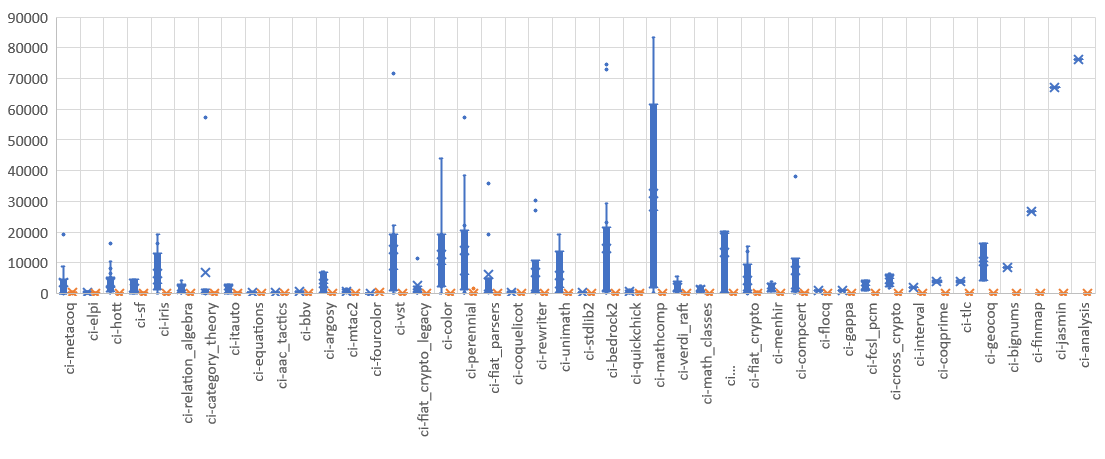 90000
80000
70000
60000
50000
40000
30000
20000
10000
0
ci-metacoq
ci-elpi
ci-hott
ci-sf
ci-iris
ci-relation_algebra
ci-category_theory
ci-itauto
ci-equations
ci-aac_tactics
ci-bbv
ci-argosy
ci-mtac2
ci-fourcolor
ci-vst
ci-fiat_crypto_legacy
ci-color
ci-perennial
ci-fiat_parsers
ci-coquelicot
ci-rewriter
ci-unimath
ci-stdlib2
ci-bedrock2
ci-quickchick
ci-mathcomp
ci-verdi_raft
ci-math_classes
ci-...
ci-fiat_crypto
ci-menhir
ci-compcert
ci-flocq
ci-gappa
ci-fcsl_pcm
ci-cross_crypto
ci-interval
ci-coqprime
ci-tlc
ci-geocoq
ci-bignums
ci-finmap
ci-jasmin
ci-analysis